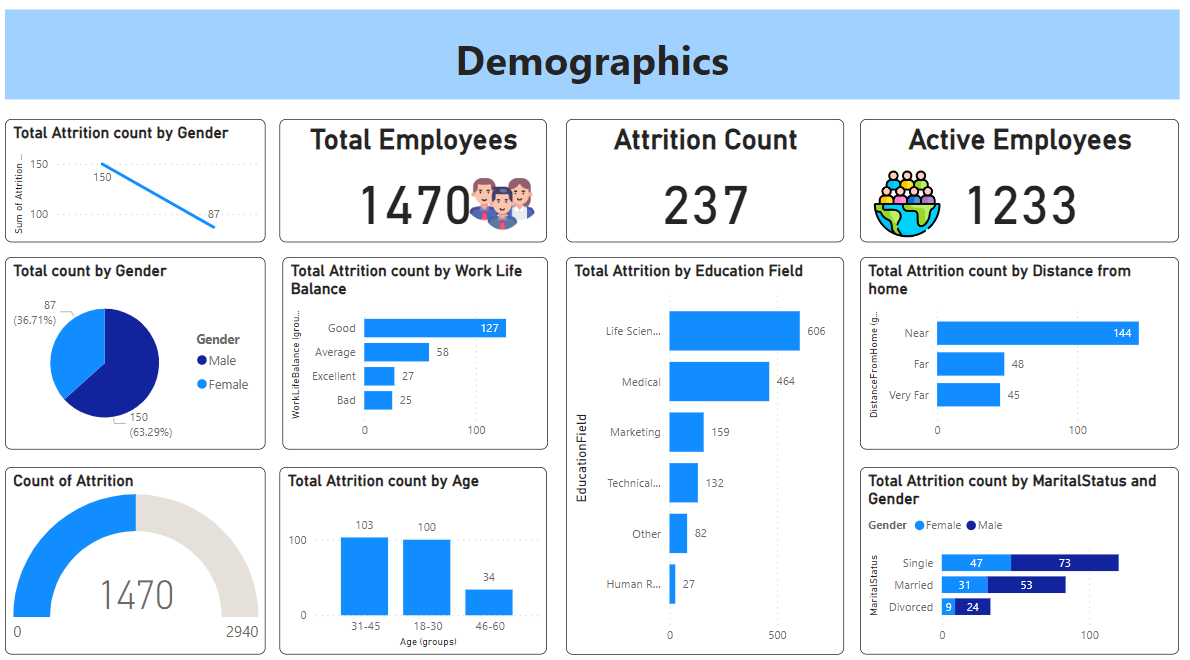 Demographics
Total Attrition count by Gender
Sum of Attrition ...
150
100
150
87
Total Employees
1470
Attrition Count
237
Active Employees
1233
Total count by Gender
87
(36.71%)
150
(63.29%)
Gender
Male
Female
Total Attrition count by Work Life
Balance
WorkLifeBalance (grou...
Good 127
Average 58
Excellent 27
Bad 25
0 100
Total Attrition by Education Field
EducationField
Life Scien... 606
Medical 464
Marketing 159
Technical... 132
Other 82
Human R... 27
0 500
Total Attrition count by Distance from
home
DistanceFromHome (g...
Near 144
Far 48
Very Far 45
0 100
Count of Attrition
1470
0 2940
Total Attrition count by Age
100
0
103
100
34
31-45 18-30 46-60
Age (groups)
Total Attrition count by MaritalStatus and
Gender
Gender Female Male
MaritalStatus
Single 47 73
Married 31 53
Divorced 9 24
0 100